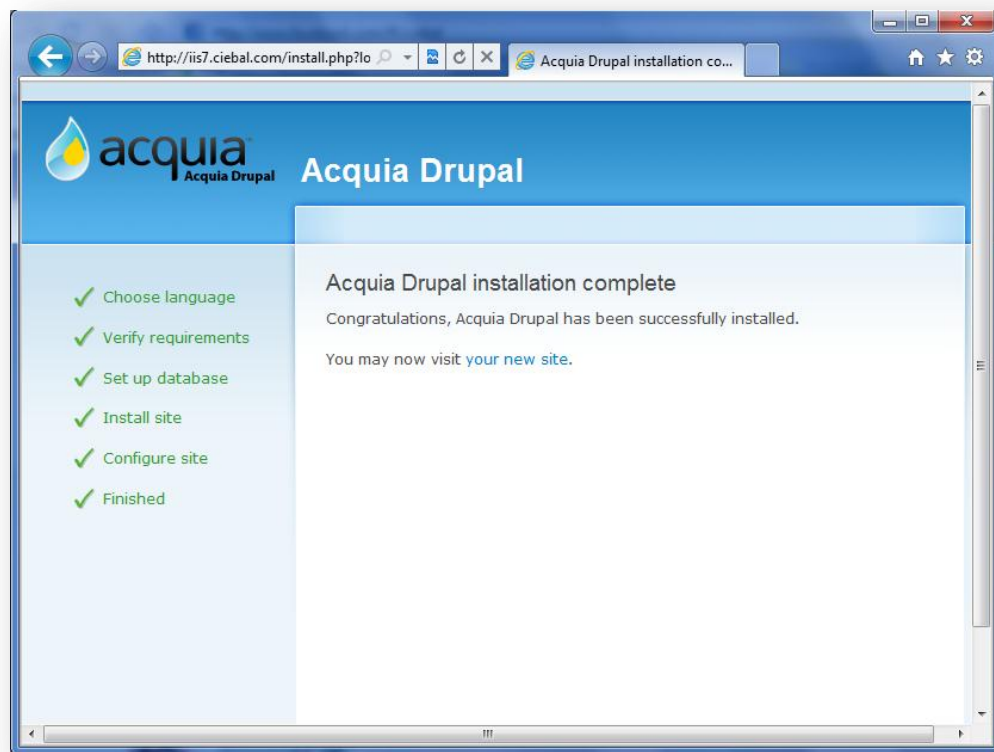 http://iis7.ciebal.com/install.php?lo
Acquia Drupal installation co...
acquia
Acquia Drupal
Acquia Drupal
Choose language
Verify requirements
Set up database
Install site
Configure site
Finished
Acquia Drupal installation complete
Congratulations, Acquia Drupal has been successfully installed.
You may now visit your new site.